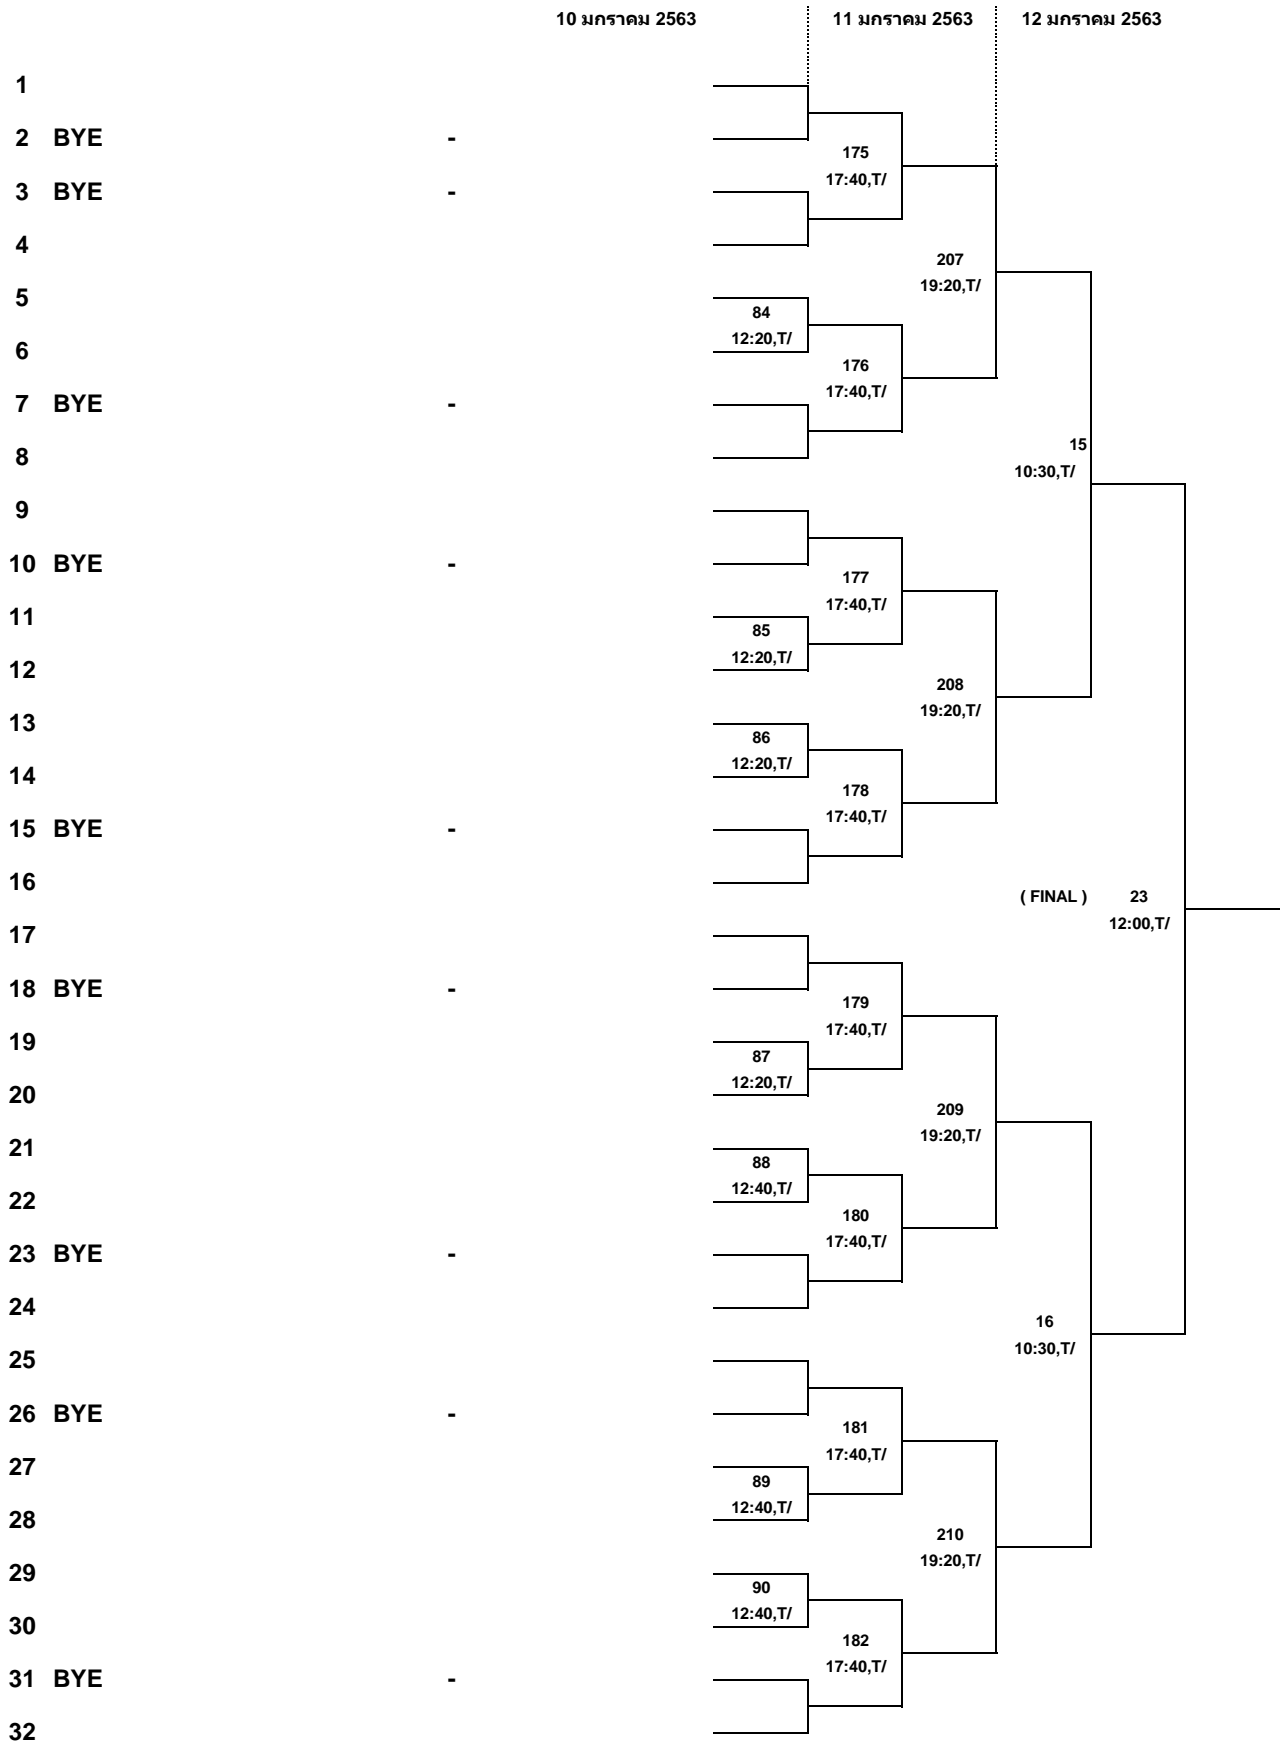 10 มกราคม 2563 11 มกราคม 2563 12 มกราคม 2563
1
2 BYE -
175
3 BYE - 17:40,T/
4
207
19:20,T/
5
84
12:20,T/
6
176
7 BYE - 17:40,T/
15
8
10:30,T/
9
10 BYE -
177
17:40,T/
11
85
12:20,T/
12
208
19:20,T/
13
86
12:20,T/
14
178
17:40,T/
15 BYE -
16
( FINAL ) 23
12:00,T/
17
18 BYE -
179
17:40,T/
19
87
12:20,T/
20
209
19:20,T/
21
88
12:40,T/
22
180
17:40,T/
23 BYE -
24
16
10:30,T/
25
26 BYE -
181
17:40,T/
27
89
12:40,T/
28
210
19:20,T/
29
90
12:40,T/
30
182
17:40,T/
31 BYE -
32